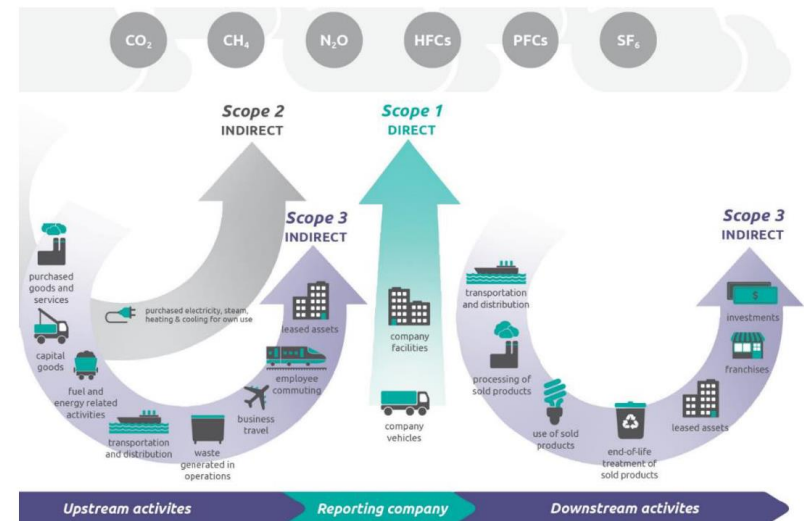 CO₂ CH₄ N₂O HFCs PFCs SF₆
Scope 2
INDIRECT
Scope 1
DIRECT
Scope 3
INDIRECT
Scope 3
INDIRECT
purchased
goods and
services
capital
goods
fuel and
energy related
activities
purchased electricity, steam,
heating & cooling for own use
transportation
and distribution
waste
generated in
operations
business
travel
employee
commuting
leased assets
company
facilities
company
vehicles
transportation
and distribution
processing of
sold products
use of sold
products
end-of-life
treatment of
sold products
leased assets
franchises
$
investments
Upstream activites
Reporting company
Downstream activites